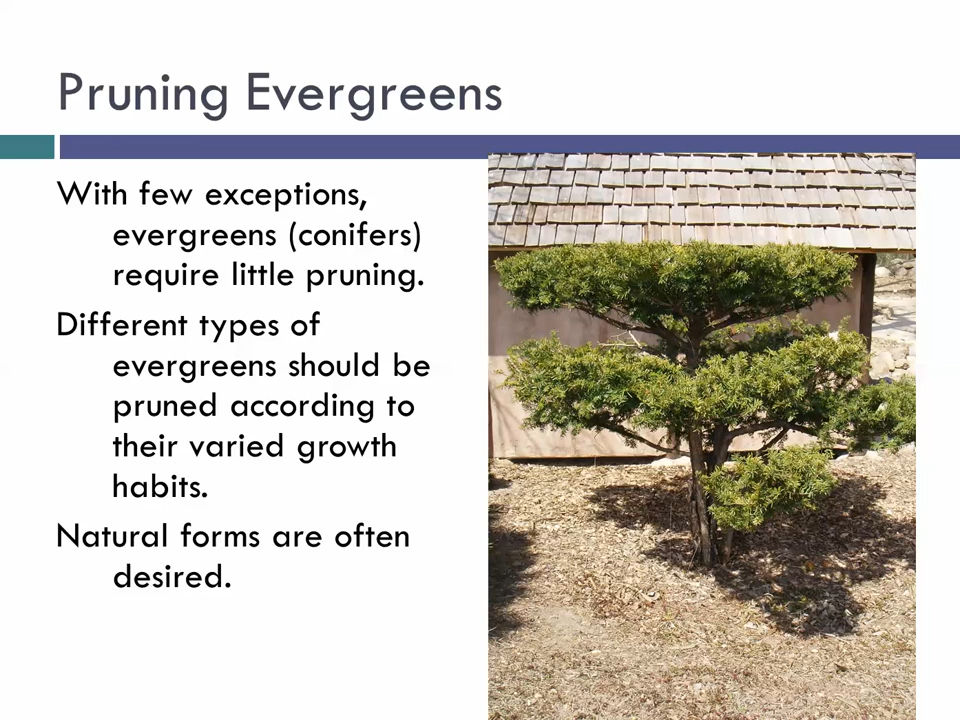 Pruning Evergreens
With few exceptions,
evergreens (conifers)
require little pruning.
Different types of
evergreens should be
pruned according to
their varied growth
habits.
Natural forms are often
desired.